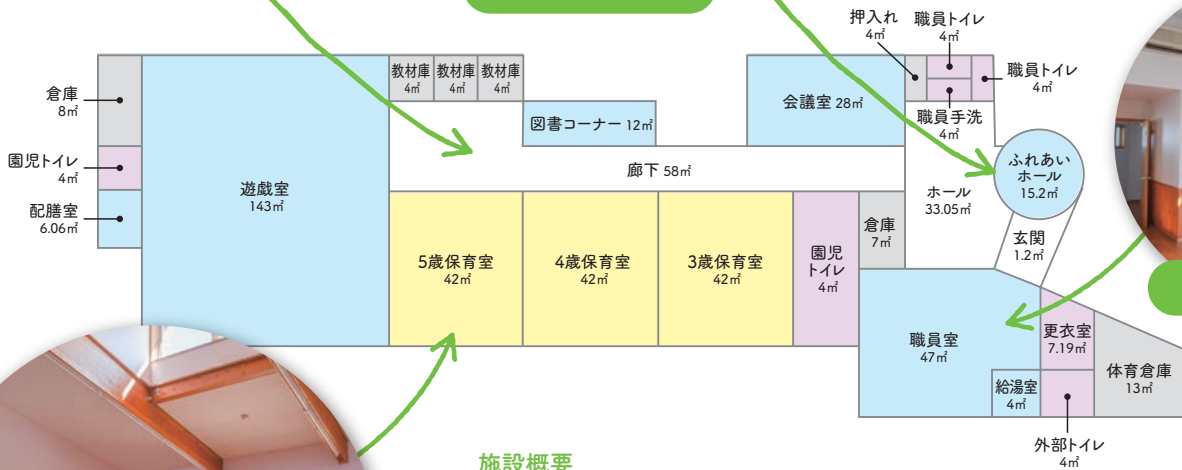 押入れ
4㎡
職員トイレ
4㎡
職員トイレ
4㎡
職員手洗
4㎡
倉庫
8㎡
園児トイレ
4㎡
配膳室
6.06㎡
遊戯室
143㎡
教材庫
4㎡
教材庫
4㎡
教材庫
4㎡
図書コーナー 12㎡
会議室 28㎡
廊下 58㎡
ホール
33.05㎡
ふれあい
ホール
15.2㎡
玄関
1.2㎡
5歳保育室
42㎡
4歳保育室
42㎡
3歳保育室
42㎡
園児
トイレ
4㎡
倉庫
7㎡
職員室
47㎡
更衣室
7.19㎡
給湯室
4㎡
体育倉庫
13㎡
外部トイレ
4㎡
施設概要